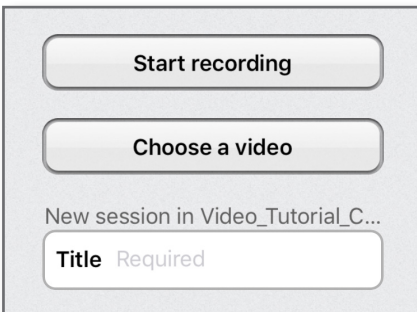 Start recording
Choose a video
New session in Video_Tutorial_C...
Title Required